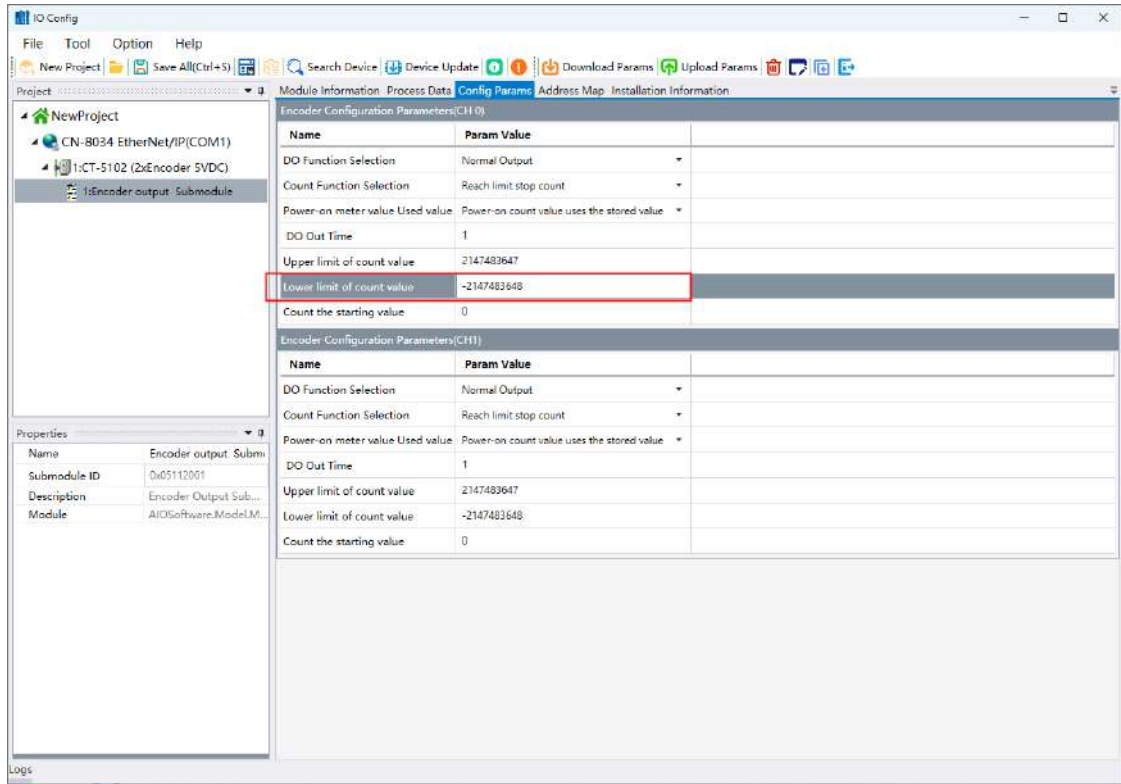 IO Config
File Tool Option Help
New Project Save All(Ctrl+S) Search Device Device Update Download Params Upload Params
Project
Module Information Process Data Config Params Address Map Installation Information
NewProject
CN-8034 EtherNet/IP(COM1)
1:CT-5102 (2xEncoder 5VDC)
1:Encoder output Submodule
Encoder Configuration Parameters(CH 0)
Name Param Value
DO Function Selection Normal Output
Count Function Selection Reach limit stop count
Power-on meter value Used value Power-on count value uses the stored value
DO Out Time 1
Upper limit of count value 2147483647
Lower limit of count value -2147483648
Count the starting value 0
Encoder Configuration Parameters(CH1)
Name Param Value
DO Function Selection Normal Output
Count Function Selection Reach limit stop count
Power-on meter value Used value Power-on count value uses the stored value
DO Out Time 1
Upper limit of count value 2147483647
Lower limit of count value -2147483648
Count the starting value 0
Properties
Name Encoder output Subm
Submodule ID 0x05112001
Description Encoder Output Sub...
Module AIOSoftware.Model.M...
Logs